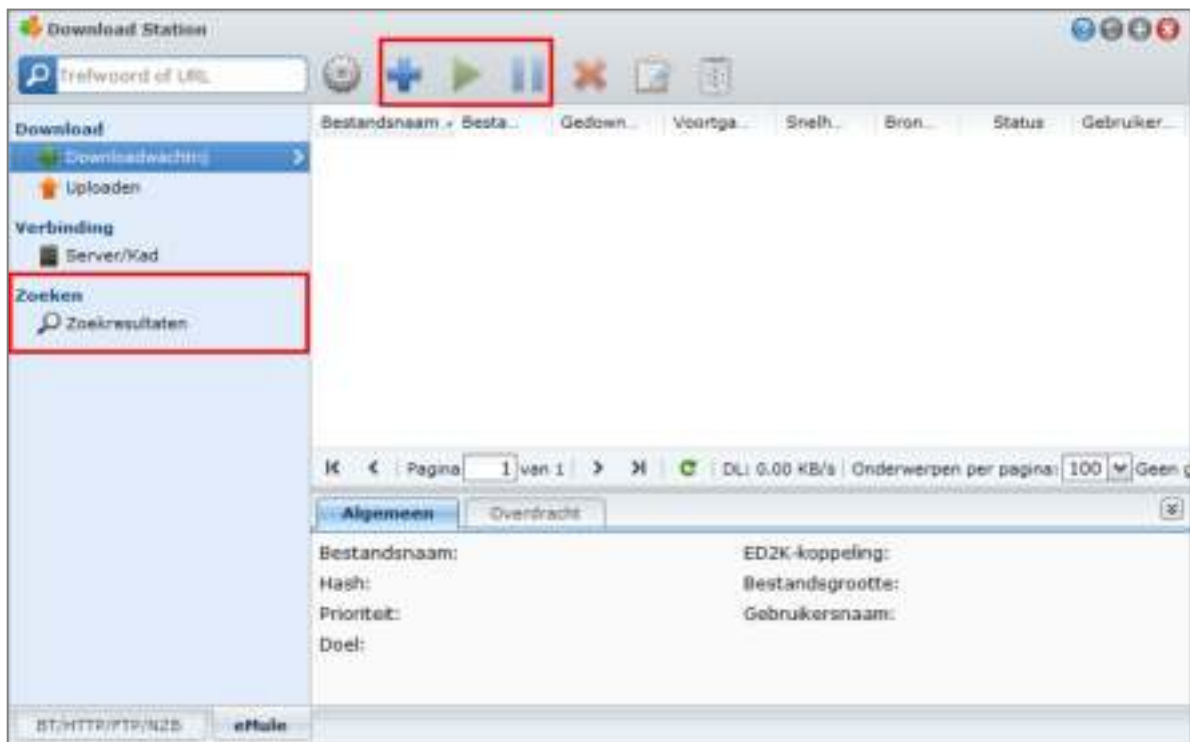 Download Station
Trefwoord of URL
Download
Downloadwachtrij
Uploaden
Verbinding
Server/Kad
Zoeken
Zoekresultaten
Bestandsnaam Besta... Gedown... Voortga... Snelh... Bron... Status Gebruiker...
Pagina 1 van 1 DL: 0.00 KB/s Onderwerpen per pagina: 100 Geen
Algemeen Overdracht
Bestandsnaam: ED2K-koppeling:
Hash: Bestandsgrootte:
Prioriteit: Gebruikersnaam:
Doel:
BT/HTTP/FTP/NZB eMule